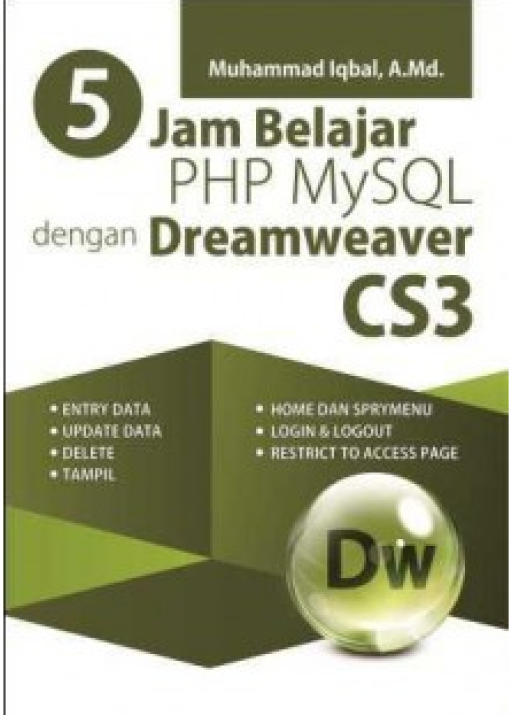 Muhammad Iqbal, A.Md.
5 Jam Belajar
PHP MySQL
dengan Dreamweaver
CS3
• ENTRY DATA
• UPDATE DATA
• DELETE
• TAMPIL
• HOME DAN SPRYMENU
• LOGIN & LOGOUT
• RESTRICT TO ACCESS PAGE
Dw